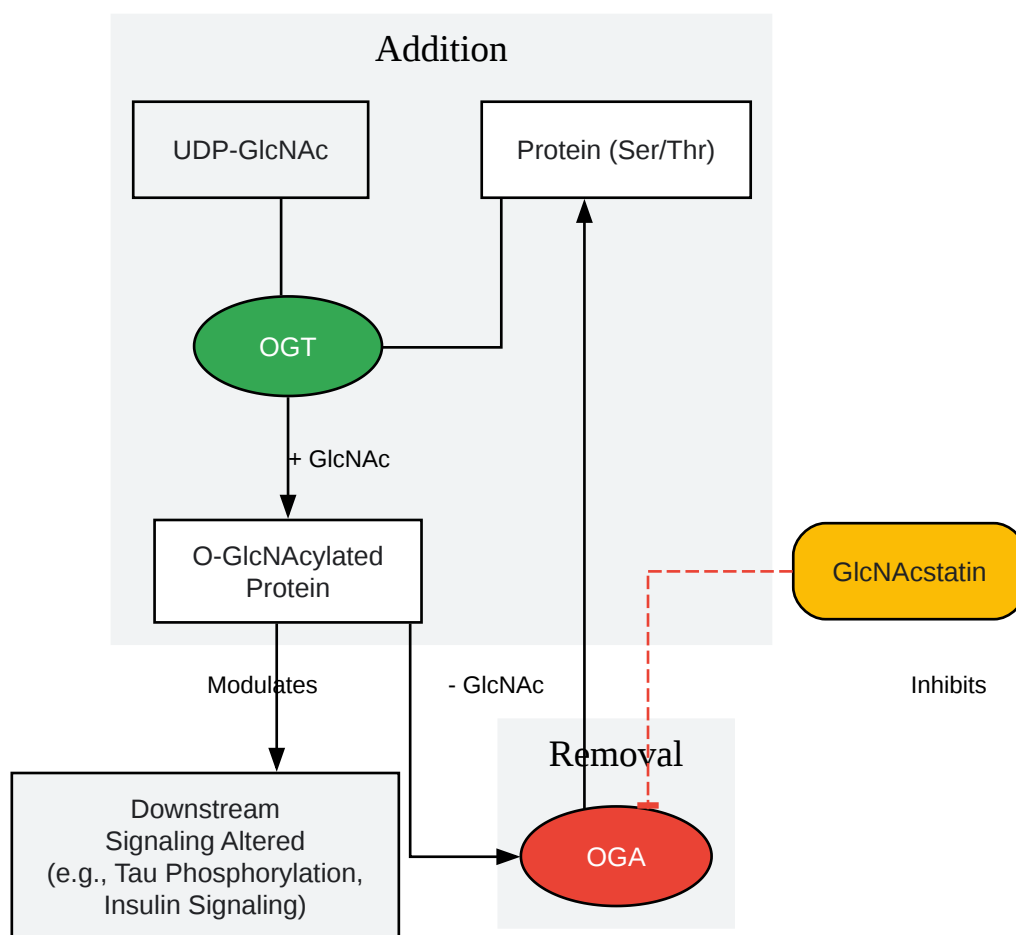 Addition
UDP-GlcNAc
Protein (Ser/Thr)
OGT
+ GlcNAc
O-GlcNAcylated
Protein
GlcNAcstatin
Modulates
- GlcNAc
Inhibits
Removal
Downstream
Signaling Altered
(e.g., Tau Phosphorylation,
Insulin Signaling)
OGA